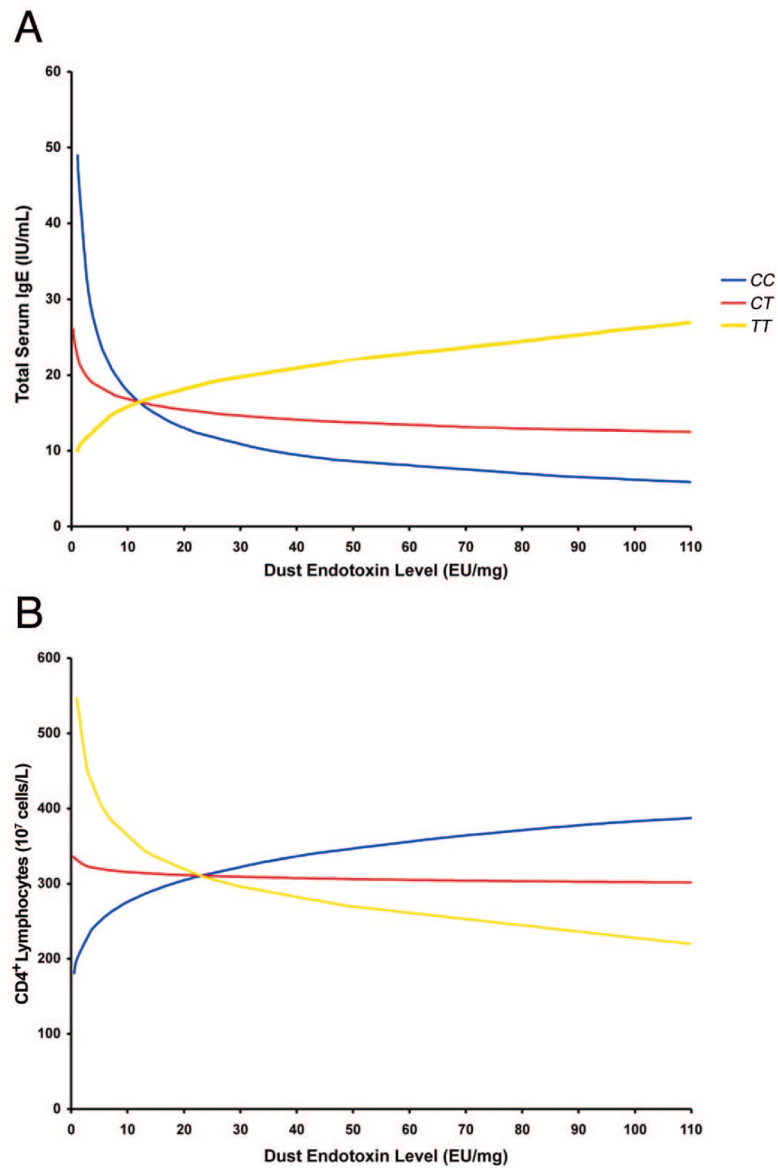 A
60
50
40
30
20
10
0
Total Serum IgE (IU/mL)
0 10 20 30 40 50 60 70 80 90 100 110
Dust Endotoxin Level (EU/mg)
CC
CT
TT
B
600
500
400
300
200
100
0
CD4⁺ Lymphocytes (10⁷ cells/L)
0 10 20 30 40 50 60 70 80 90 100 110
Dust Endotoxin Level (EU/mg)